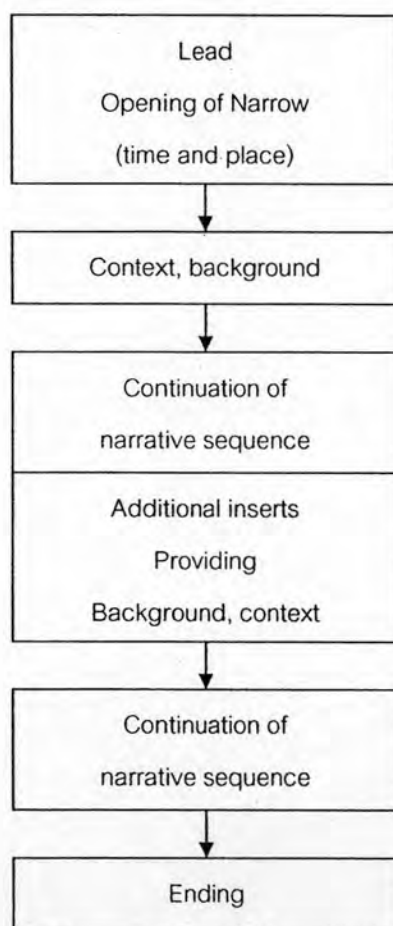 Lead
Opening of Narrow
(time and place)
Context, background
Continuation of
narrative sequence
Additional inserts
Providing
Background, context
Continuation of
narrative sequence
Ending